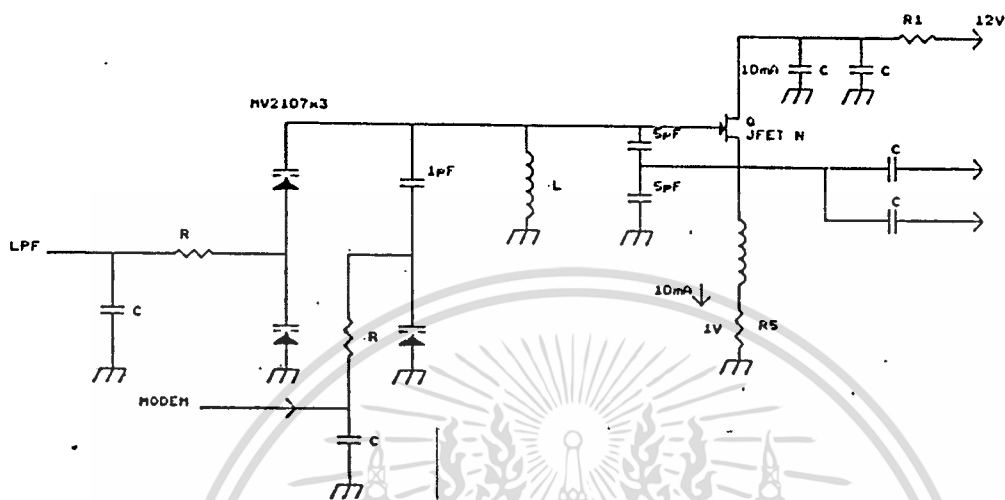 R1
12V
10mA
C
C
MV2107x3
Q
JFET N
5pF
1pF
C
5pF
L
C
R
LPF
C
10mA
1V
R5
R
MODEM
C